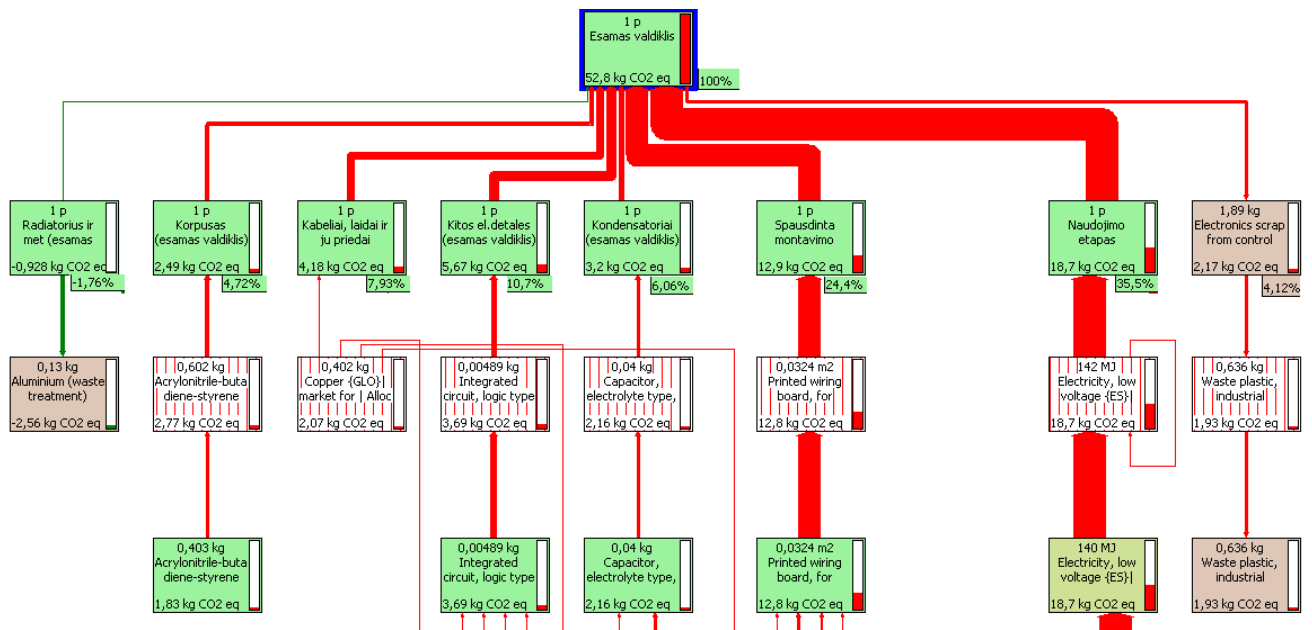 1 p
Esamas valdiklis
52,8 kg CO2 eq
100%
1 p
Radiatorius ir
met (esamas
-0,928 kg CO2 eq
-1,76%
1 p
Korpusas
(esamas valdiklis)
2,49 kg CO2 eq
4,72%
1 p
Kabeliai, laidai ir
ju priedai
4,18 kg CO2 eq
7,93%
1 p
Kitos el.detales
(esamas valdiklis)
5,67 kg CO2 eq
10,7%
1 p
Kondensatoriai
(esamas valdiklis)
3,2 kg CO2 eq
6,06%
1 p
Spausdinta
montavimo
12,9 kg CO2 eq
24,4%
1 p
Naudojimo
etapas
18,7 kg CO2 eq
35,5%
1,89 kg
Electronics scrap
from control
2,17 kg CO2 eq
4,12%
0,13 kg
Aluminium (waste
treatment)
-2,56 kg CO2 eq
0,602 kg
Acrylonitrile-buta
diene-styrene
2,77 kg CO2 eq
0,402 kg
Copper {GLO}|
market for | Alloc
2,07 kg CO2 eq
0,00489 kg
Integrated
circuit, logic type
3,69 kg CO2 eq
0,04 kg
Capacitor,
electrolyte type,
2,16 kg CO2 eq
0,0324 m2
Printed wiring
board, for
12,8 kg CO2 eq
142 MJ
Electricity, low
voltage {ES}|
18,7 kg CO2 eq
0,636 kg
Waste plastic,
industrial
1,93 kg CO2 eq
0,403 kg
Acrylonitrile-buta
diene-styrene
1,83 kg CO2 eq
0,00489 kg
Integrated
circuit, logic type
3,69 kg CO2 eq
0,04 kg
Capacitor,
electrolyte type,
2,16 kg CO2 eq
0,0324 m2
Printed wiring
board, for
12,8 kg CO2 eq
140 MJ
Electricity, low
voltage {ES}|
18,7 kg CO2 eq
0,636 kg
Waste plastic,
industrial
1,93 kg CO2 eq